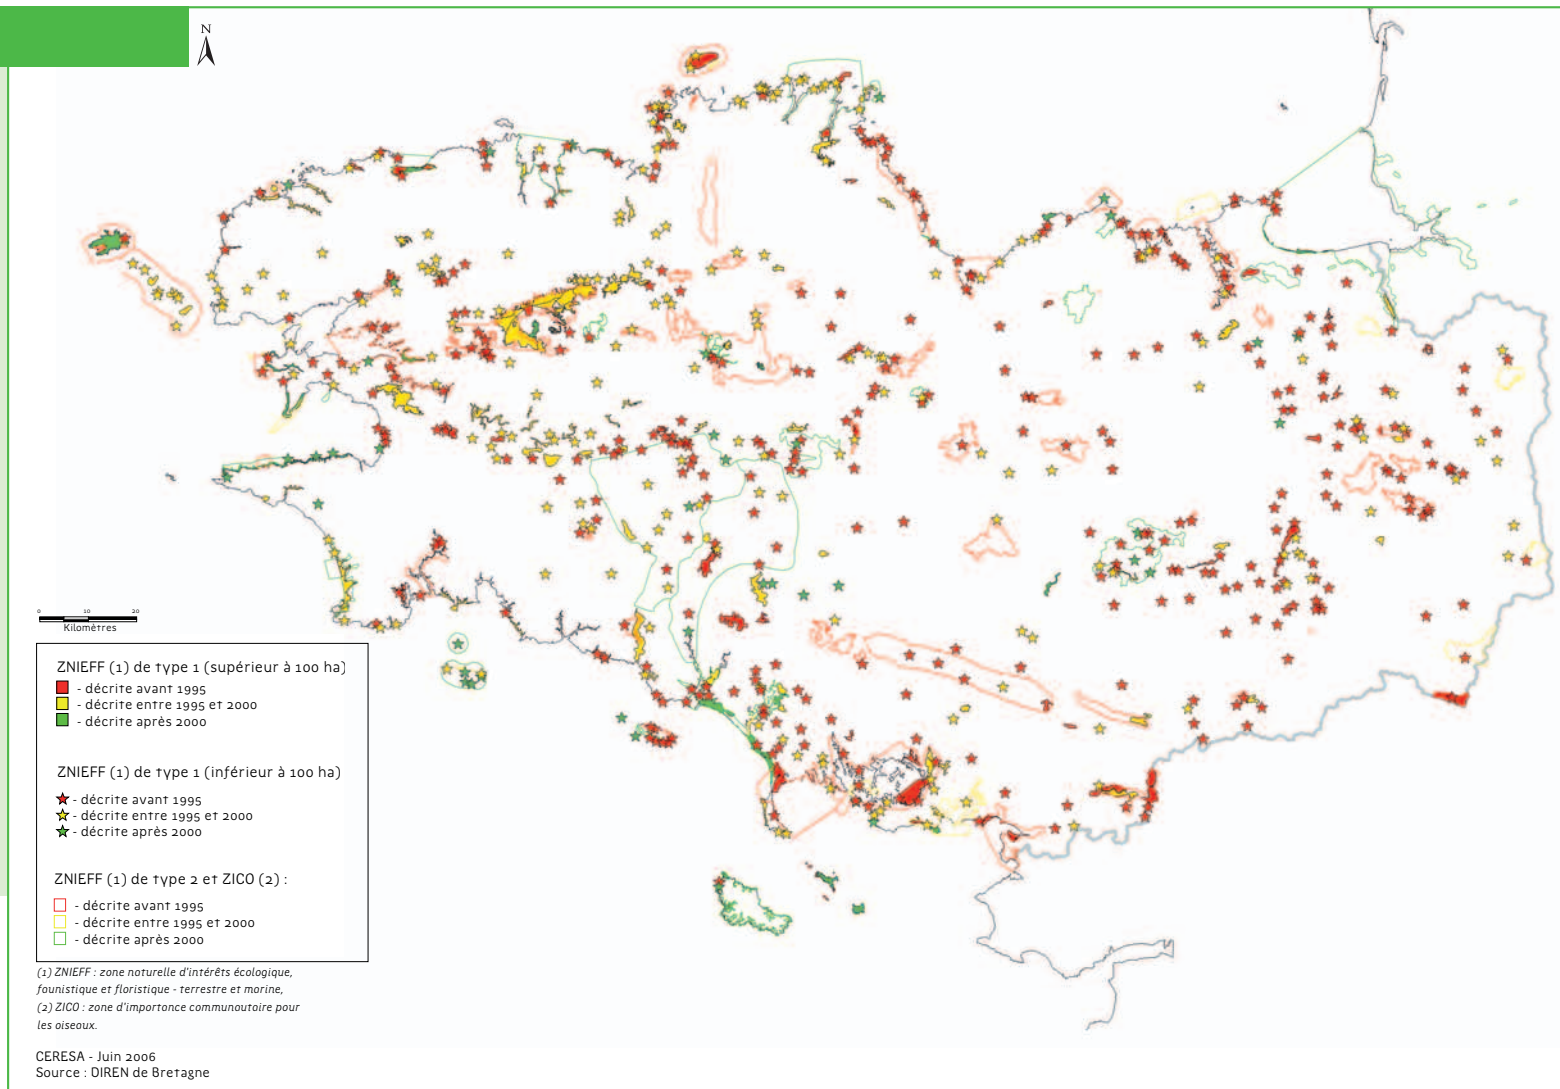 N
0 10 20
Kilomètres
ZNIEFF (1) de type 1 (supérieur à 100 ha)
- décrite avant 1995
- décrite entre 1995 et 2000
- décrite après 2000
ZNIEFF (1) de type 1 (inférieur à 100 ha)
- décrite avant 1995
- décrite entre 1995 et 2000
- décrite après 2000
ZNIEFF (1) de type 2 et ZICO (2) :
- décrite avant 1995
- décrite entre 1995 et 2000
- décrite après 2000
(1) ZNIEFF : zone naturelle d'intérêts écologique,
founistique et floristique - terrestre et marine,
(2) ZICO : zone d'importance communautaire pour
les oiseaux.
CERESA - Juin 2006
Source : DIREN de Bretagne